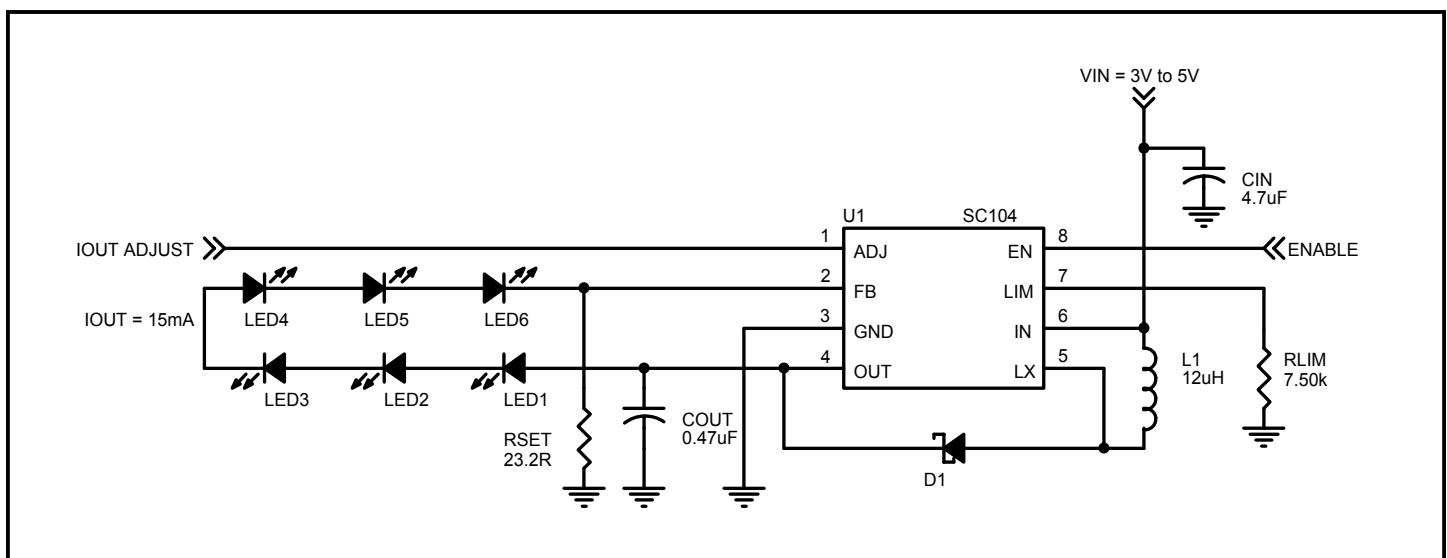 VIN = 3V to 5V
CIN
4.7uF
U1
SC104
IOUT ADJUST
1
ADJ
EN
8
ENABLE
2
FB
LIM
7
LED4
LED5
LED6
IOUT = 15mA
3
GND
IN
6
4
OUT
LX
5
L1
12uH
RLIM
7.50k
LED3
LED2
LED1
RSET
23.2R
COUT
0.47uF
D1